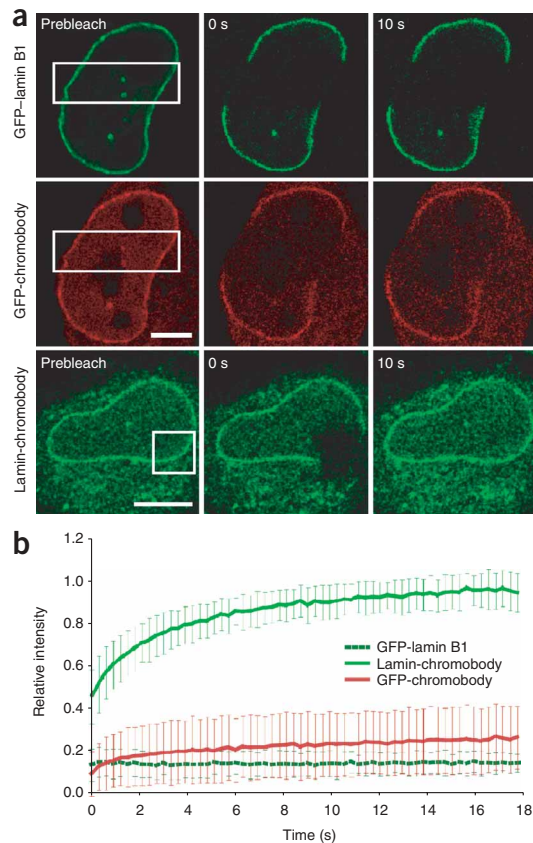 a
Prebleach
0 s
10 s
GFP–lamin B1
GFP-chromobody
Prebleach
0 s
10 s
Lamin-chromobody
b
1.2
1.0
0.8
0.6
0.4
0.2
0.0
Relative intensity
GFP-lamin B1
Lamin-chromobody
GFP-chromobody
0 2 4 6 8 10 12 14 16 18
Time (s)